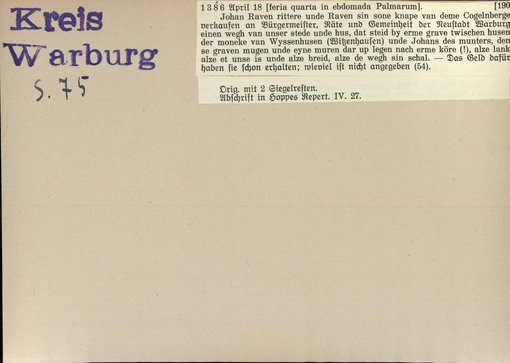 Kreis
Warburg
S. 75
1386 April 18 [feria quarta in ebdomada Palmarum]. [190
Johan Raven rittere unde Raven sin sone knape van deme Cogelnberge
verkaufen an Bürgermeister, Räte und Gemeinheit der Neustadt Warburg
einen wegh van unser stede unde hus, dat steid by erme grave twischen husen
der moneke van Wyssenhusen (Witzenhausen) unde Johans des munters, den
se graven mugen unde eyne muren dar up legen nach erme köre (!), alze lank
alze et unse is unde alze breid, alze de wegh sin schal. — Das Geld dafür
haben sie schon erhalten; wieviel ist nicht angegeben (54).
Orig. mit 2 Siegelresten.
Abschrift in Hoppes Repert. IV. 27.